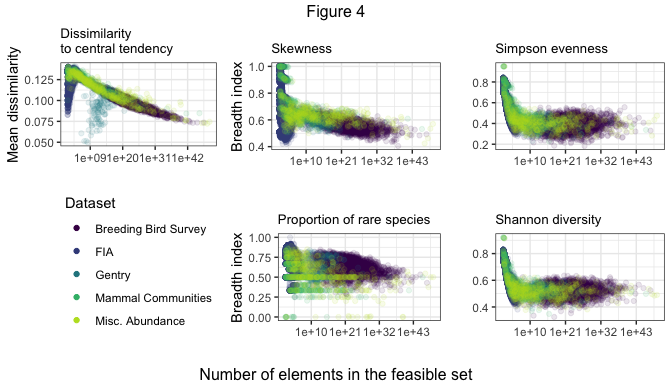 Figure 4
Dissimilarity
to central tendency
Mean dissimilarity
0.125
0.100
0.075
0.050
1e+091e+201e+311e+42
Skewness
Breadth index
1.0
0.8
0.6
0.4
1e+10 1e+21 1e+32 1e+43
Simpson evenness
0.8
0.6
0.4
0.2
1e+10 1e+21 1e+32 1e+43
Dataset
Breeding Bird Survey
FIA
Gentry
Mammal Communities
Misc. Abundance
Proportion of rare species
Breadth index
1.00
0.75
0.50
0.25
0.00
1e+10 1e+21 1e+32 1e+43
Shannon diversity
0.8
0.6
0.4
1e+10 1e+21 1e+32 1e+43
Number of elements in the feasible set